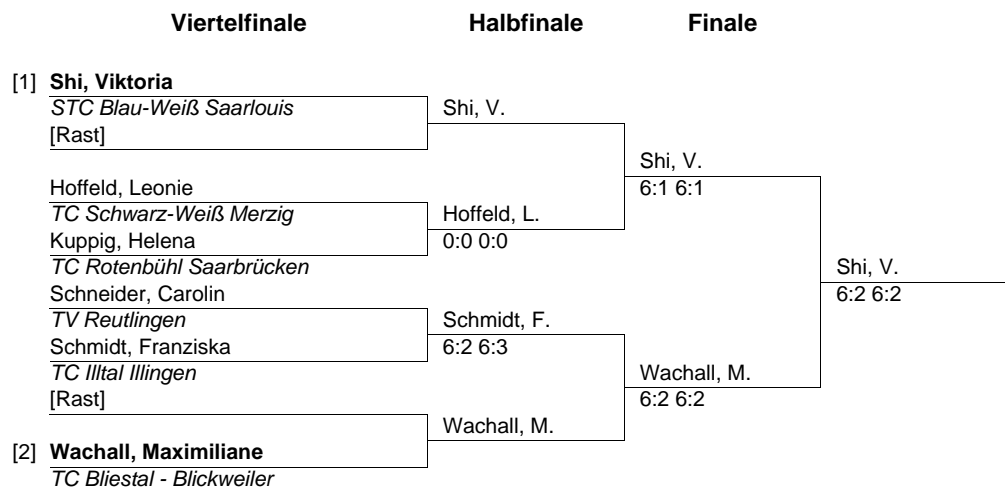 Viertelfinale Halbfinale Finale
[1] Shi, Viktoria
STC Blau-Weiß Saarlouis Shi, V.
[Rast]
Shi, V.
Hoffeld, Leonie 6:1 6:1
TC Schwarz-Weiß Merzig Hoffeld, L.
Kuppig, Helena 0:0 0:0
TC Rotenbühl Saarbrücken Shi, V.
Schneider, Carolin 6:2 6:2
TV Reutlingen Schmidt, F.
Schmidt, Franziska 6:2 6:3
TC Illtal Illingen Wachall, M.
[Rast] 6:2 6:2
Wachall, M.
[2] Wachall, Maximiliane
TC Bliestal - Blickweiler